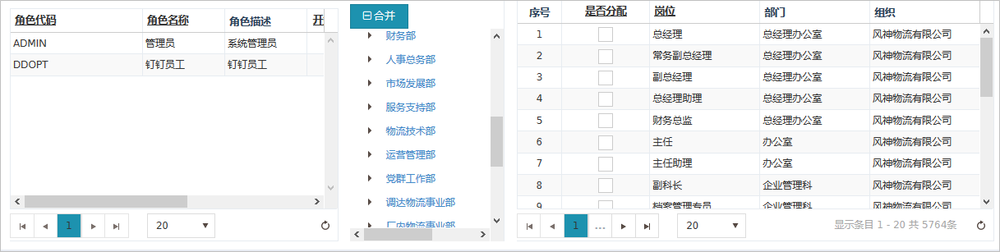 角色代码 角色名称 角色描述 开
ADMIN 管理员 系统管理员
DDOPT 钉钉员工 钉钉员工
1 20
合并
财务部
人事总务部
市场发展部
服务支持部
物流技术部
运营管理部
党群工作部
调达物流事业部
厂内物流事业部
序号 是否分配 岗位 部门 组织
1 总经理 总经理办公室 风神物流有限公司
2 常务副总经理 总经理办公室 风神物流有限公司
3 副总经理 总经理办公室 风神物流有限公司
4 总经理助理 总经理办公室 风神物流有限公司
5 财务总监 总经理办公室 风神物流有限公司
6 主任 办公室 风神物流有限公司
7 主任助理 办公室 风神物流有限公司
8 副科长 企业管理科 风神物流有限公司
9 档案管理专员 企业管理科 风神物流有限公司
1 ... 20 显示条目 1 - 20 共 5764条